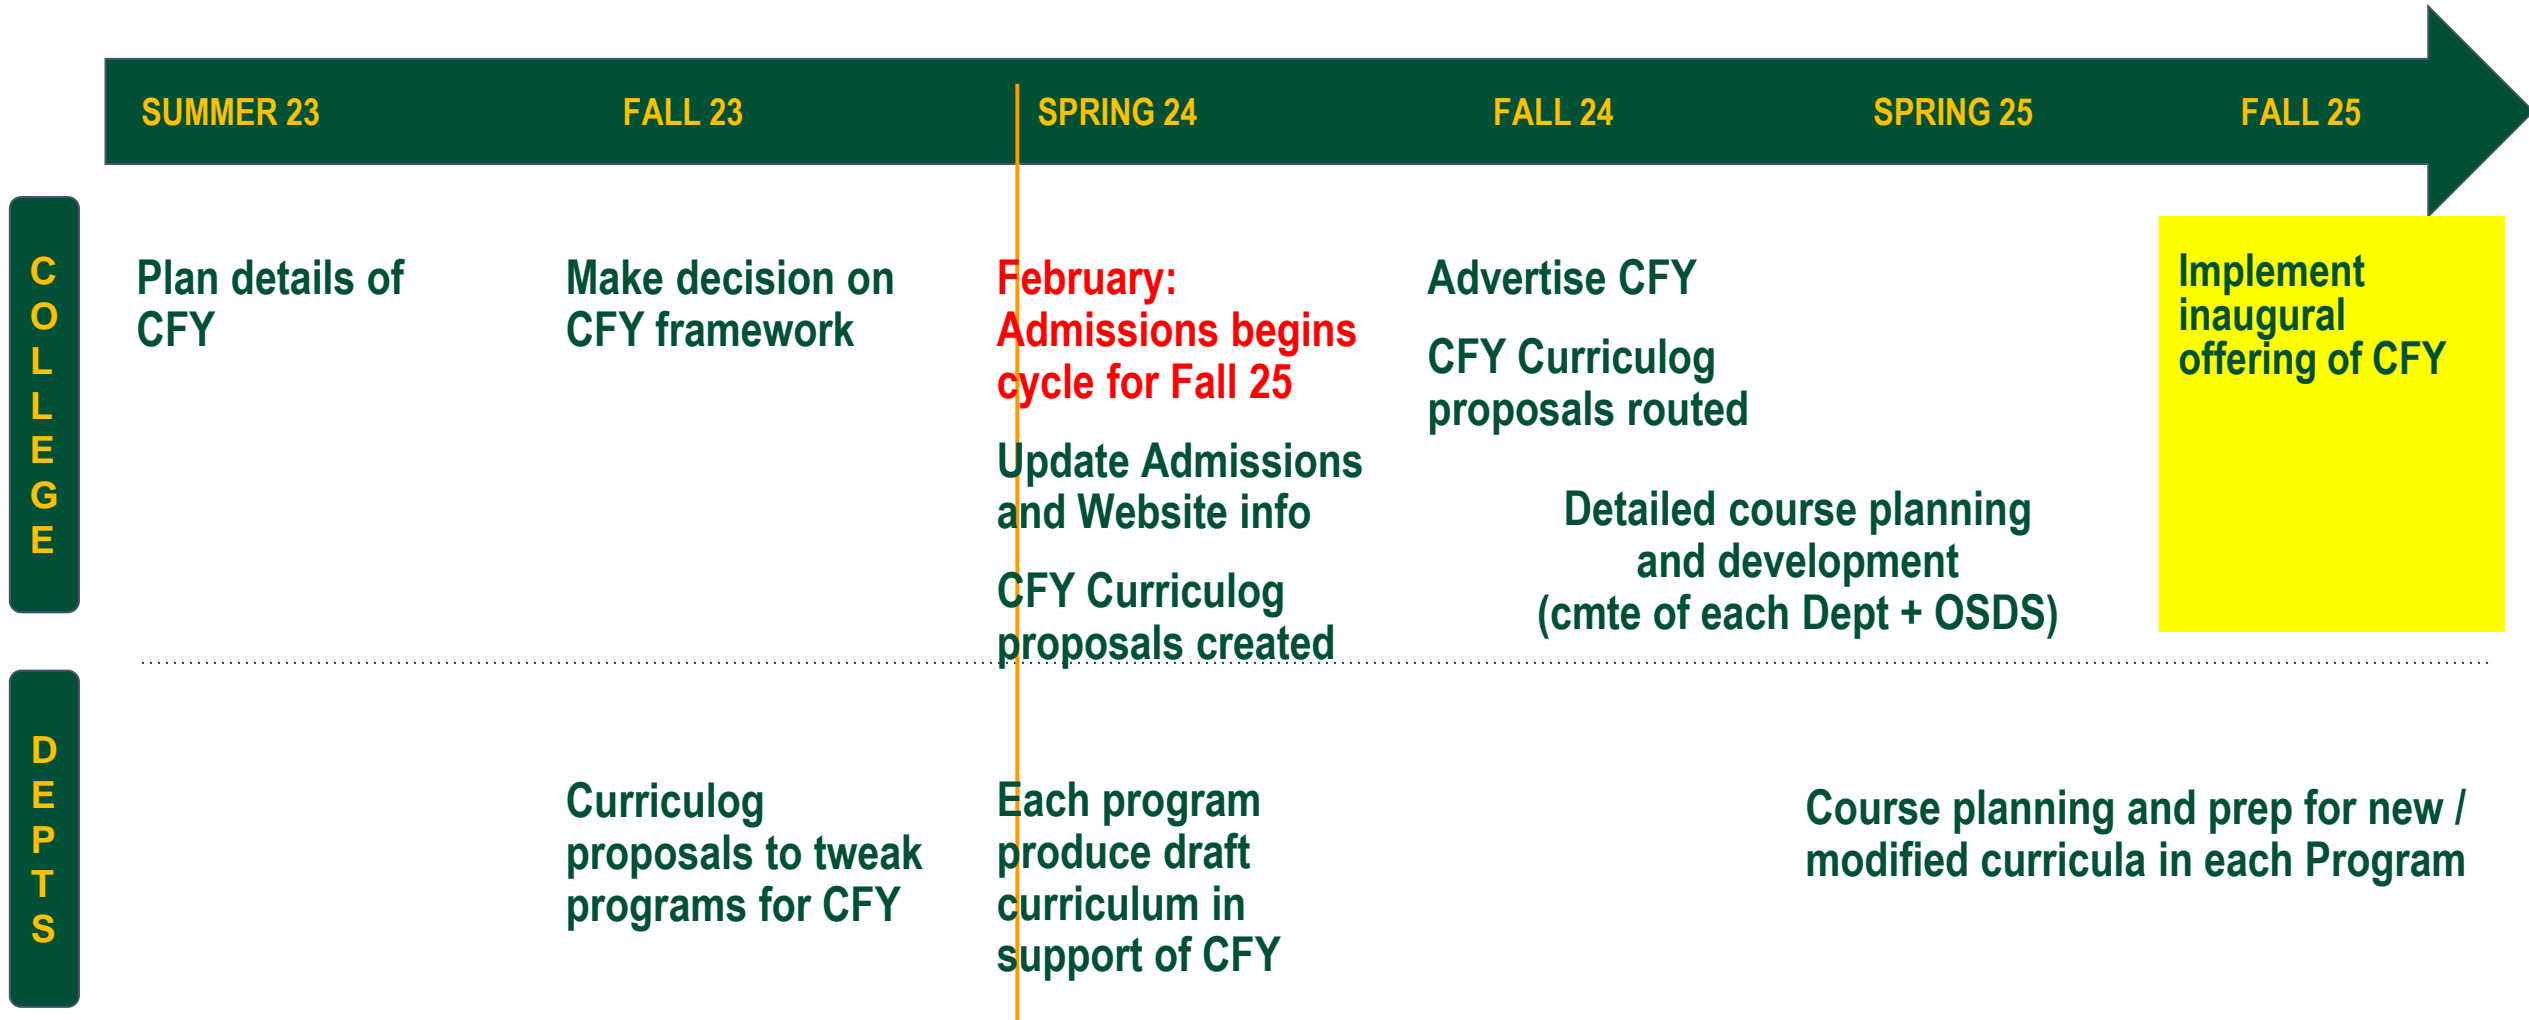 SUMMER 23 FALL 23 SPRING 24 FALL 24 SPRING 25 FALL 25
COLLEGE
Plan details of
CFY
Make decision on
CFY framework
February:
Admissions begins
cycle for Fall 25
Update Admissions
and Website info
CFY Curriculog
proposals created
Advertise CFY
CFY Curriculog
proposals routed
Detailed course planning
and development
(cmte of each Dept + OSDS)
Implement
inaugural
offering of CFY
DEPTS
Curriculog
proposals to tweak
programs for CFY
Each program
produce draft
curriculum in
support of CFY
Course planning and prep for new /
modified curricula in each Program